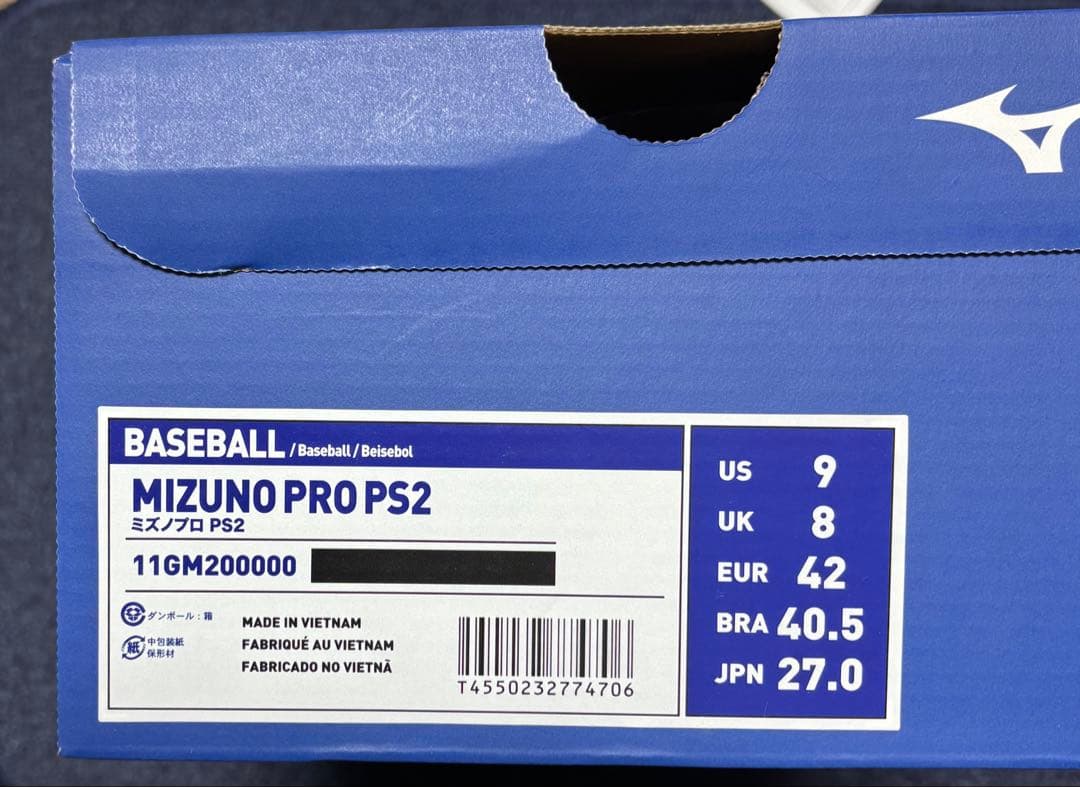 BASEBALL / Baseball / Beisebol
MIZUNO PRO PS2
ミズノプロ PS2
11GM200000
ダンボール：箱
紙 中包装紙
保形材
MADE IN VIETNAM
FABRIQUÉ AU VIETNAM
FABRICADO NO VIETNÃ
T4550232774706
US 9
UK 8
EUR 42
BRA 40.5
JPN 27.0